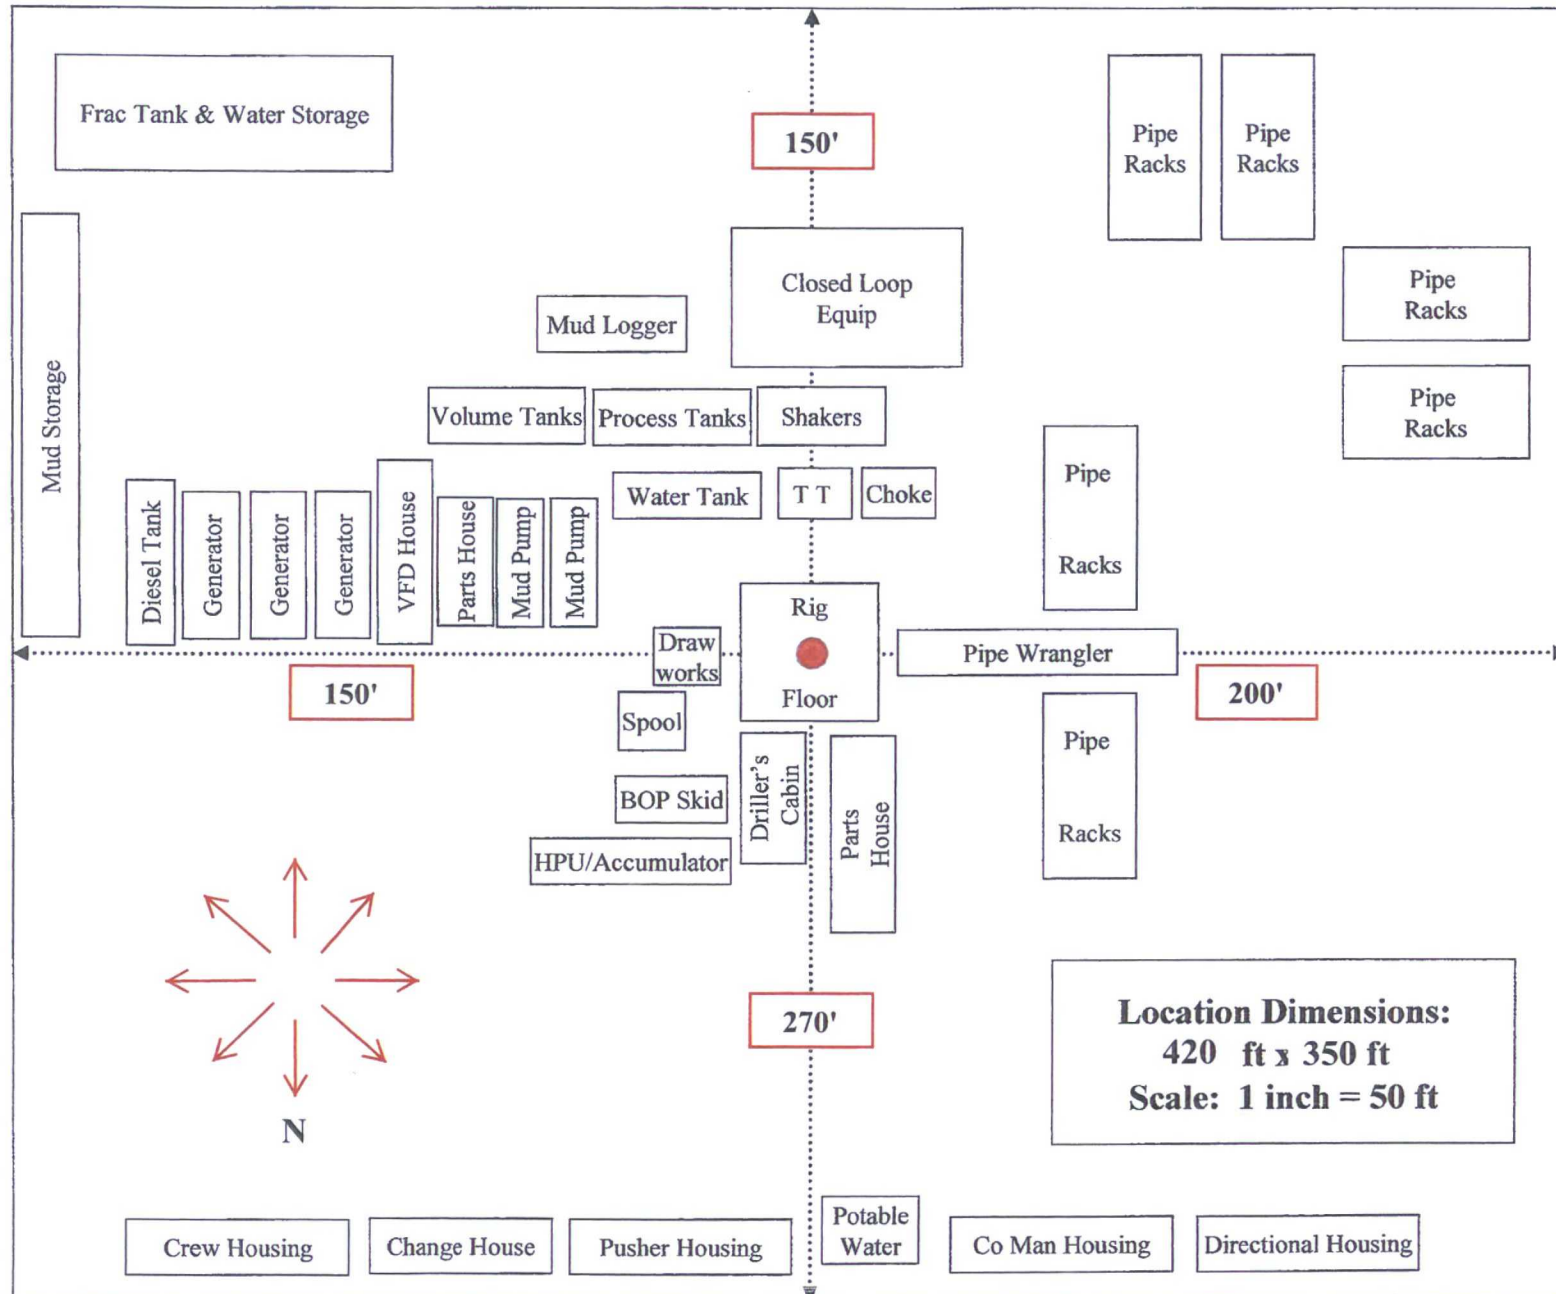 Frac Tank & Water Storage
150'
Pipe
Racks
Pipe
Racks
Mud Storage
Closed Loop
Equip
Mud Logger
Pipe
Racks
Volume Tanks
Process Tanks
Shakers
Pipe
Racks
Water Tank
T T
Choke
Pipe
Racks
Diesel Tank
Generator
Generator
Generator
VFD House
Parts House
Mud Pump
Mud Pump
Rig
Floor
Draw
works
Pipe Wrangler
150'
200'
Spool
Pipe
Racks
BOP Skid
Driller's
Cabin
Parts
House
HPU/Accumulator
N
270'
Location Dimensions:
420 ft x 350 ft
Scale: 1 inch = 50 ft
Crew Housing
Change House
Pusher Housing
Potable
Water
Co Man Housing
Directional Housing